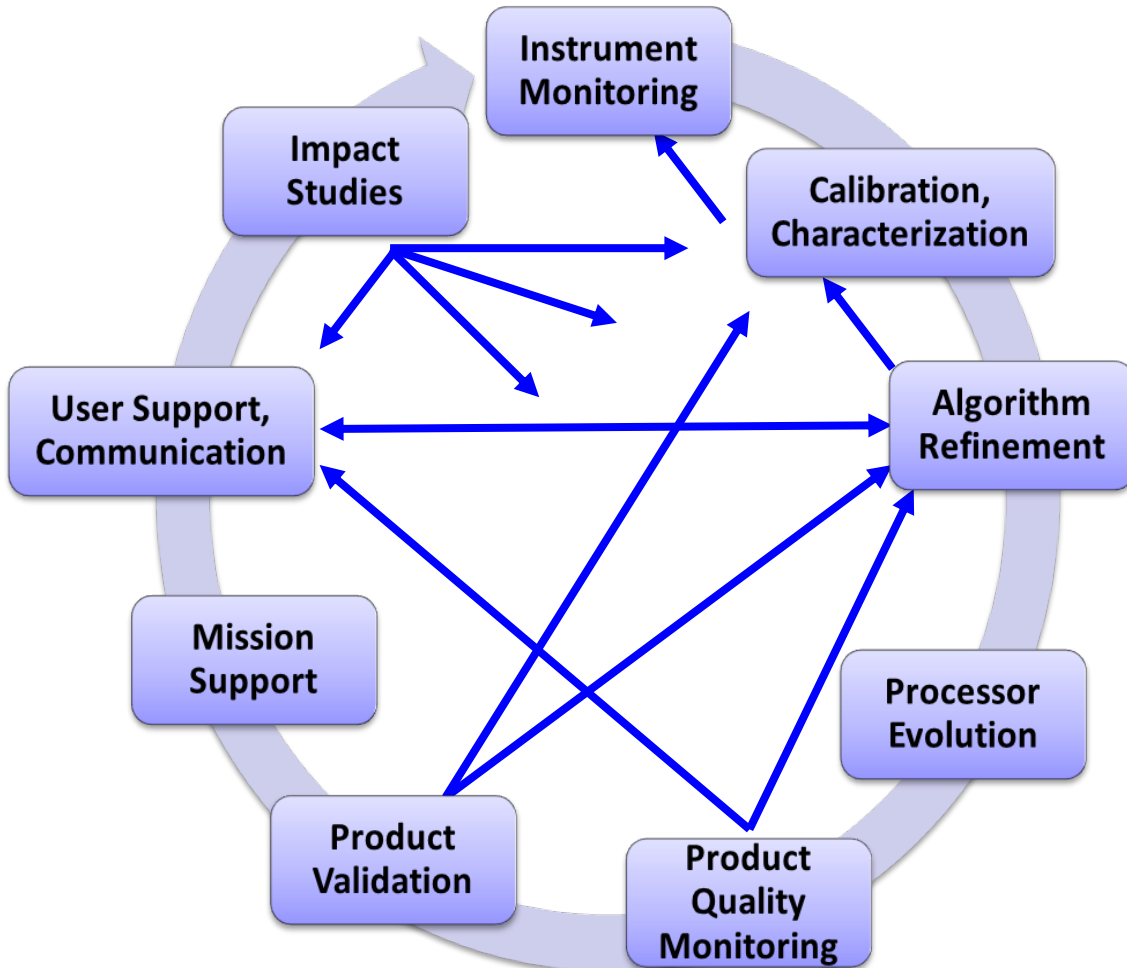 Instrument
Monitoring
Impact
Studies
Calibration,
Characterization
User Support,
Communication
Algorithm
Refinement
Mission
Support
Processor
Evolution
Product
Validation
Product
Quality
Monitoring